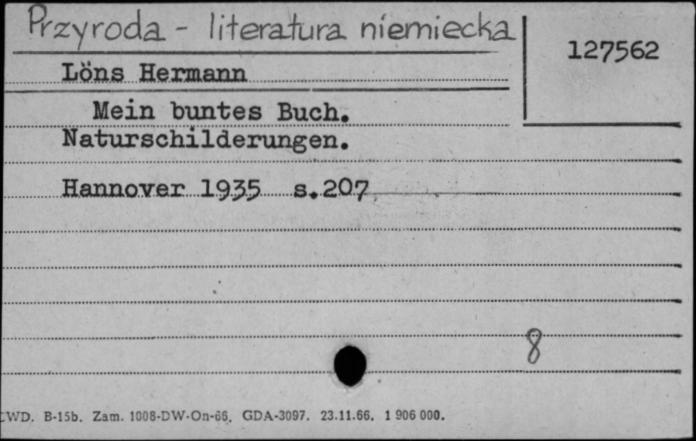 Przyroda - literatura niemiecka
127562
Löns Hermann
Mein buntes Buch.
Naturschilderungen.
Hannover 1935 s.207
8
WD. B-15b. Zam. 1008-DW-On-66. GDA-3097. 23.11.66. 1 906 000.